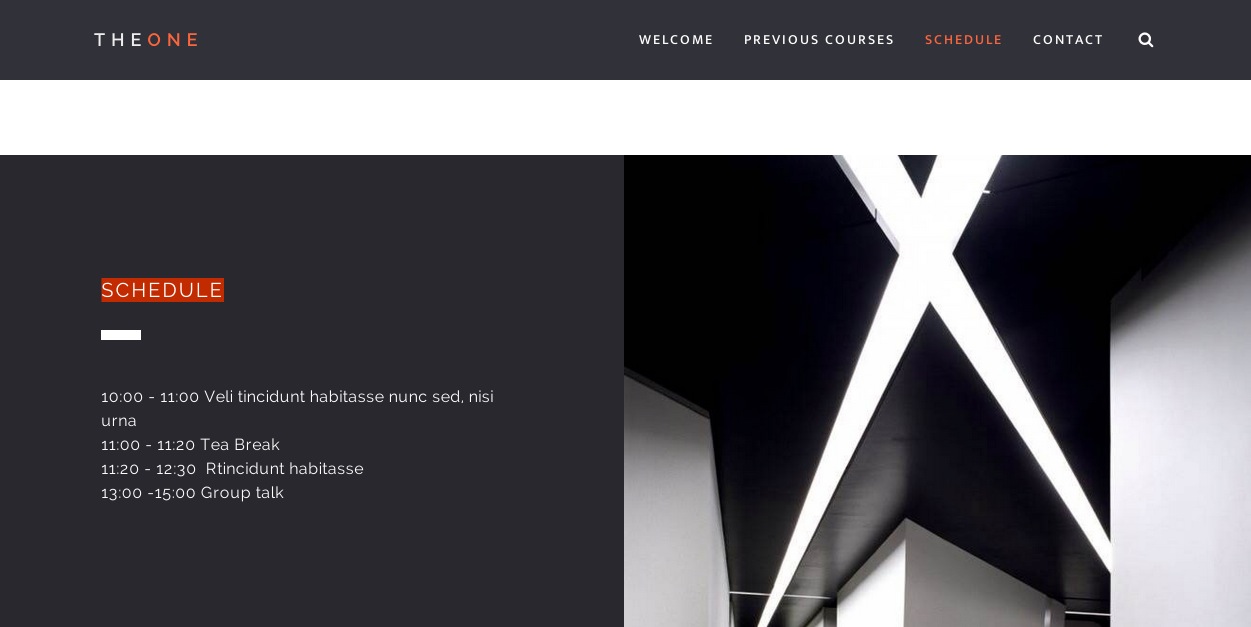 THEONE
WELCOME PREVIOUS COURSES SCHEDULE CONTACT
SCHEDULE
10:00 - 11:00 Veli tincidunt habitasse nunc sed, nisi
urna
11:00 - 11:20 Tea Break
11:20 - 12:30  Rtincidunt habitasse
13:00 -15:00 Group talk